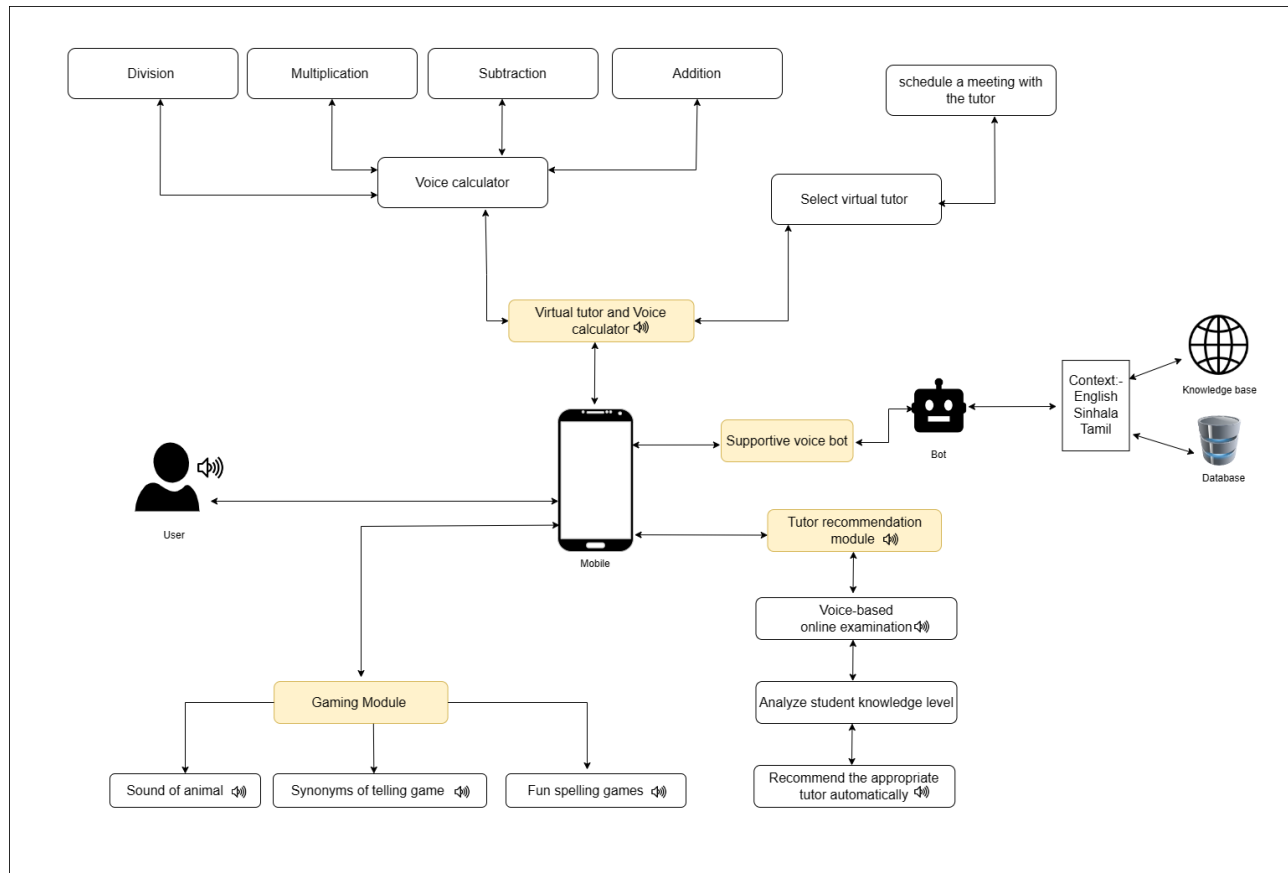 Division
Multiplication
Subtraction
Addition
schedule a meeting with
the tutor
Voice calculator
Select virtual tutor
Virtual tutor and Voice
calculator
Context:-
English
Sinhala
Tamil
Knowledge base
Supportive voice bot
Bot
Database
User
Mobile
Tutor recommendation
module
Voice-based
online examination
Analyze student knowledge level
Recommend the appropriate
tutor automatically
Gaming Module
Sound of animal
Synonyms of telling game
Fun spelling games